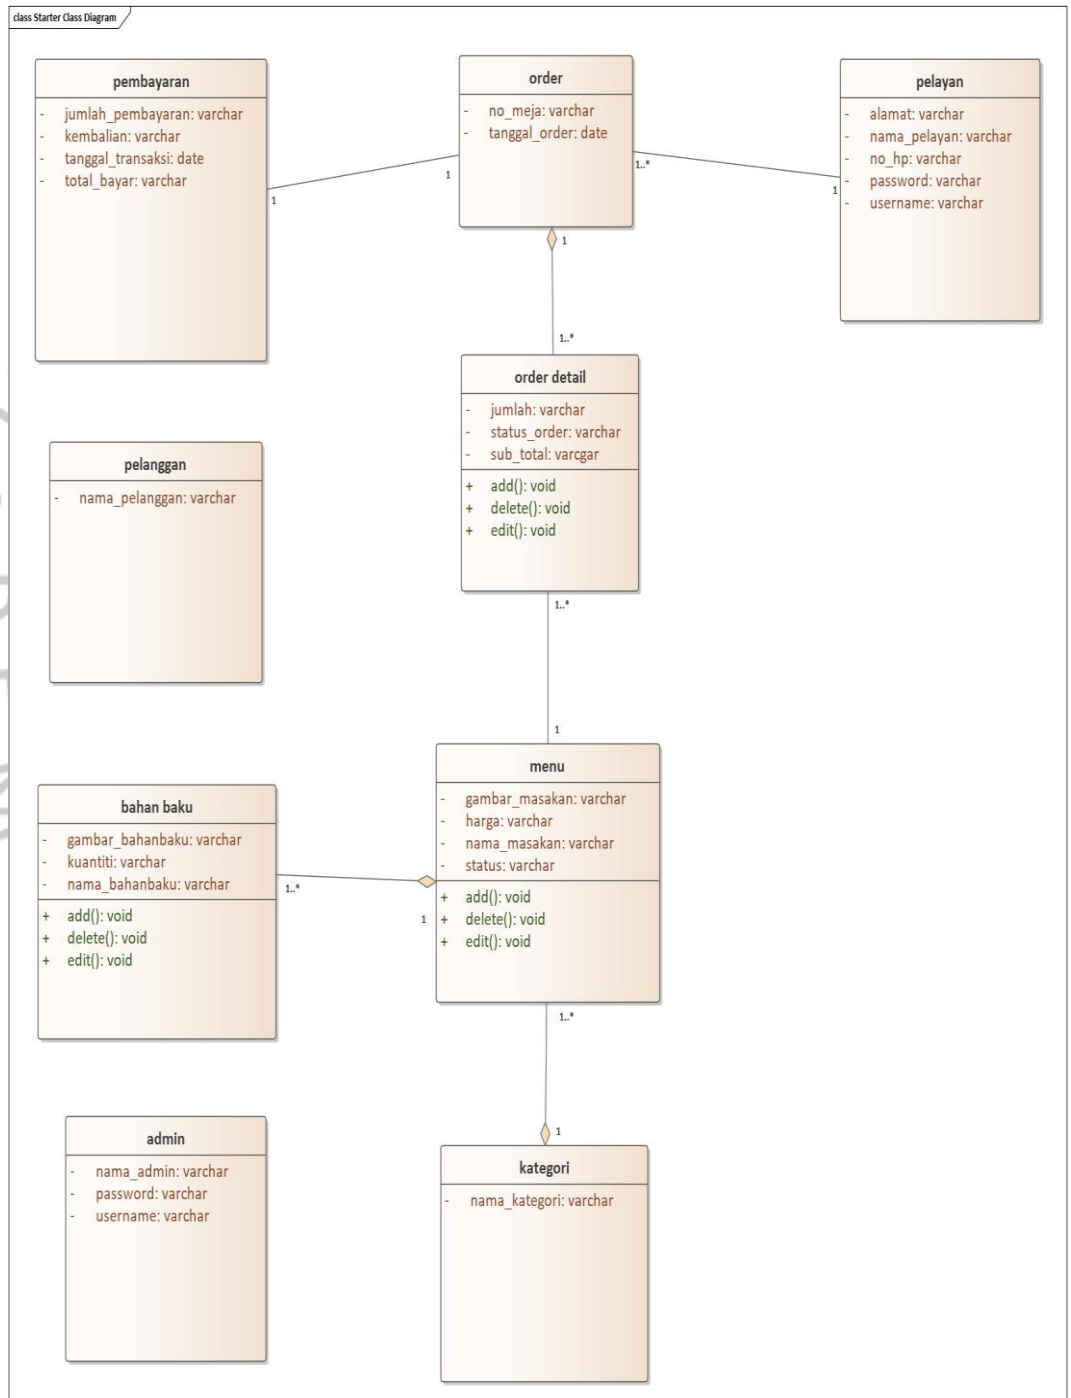 class Starter Class Diagram
pembayaran
- jumlah_pembayaran: varchar
- kembalian: varchar
- tanggal_transaksi: date
- total_bayar: varchar
1
1
order
- no_meja: varchar
- tanggal_order: date
1..*
1
pelayan
- alamat: varchar
- nama_pelayan: varchar
- no_hp: varchar
- password: varchar
- username: varchar
1
1..*
order detail
- jumlah: varchar
- status_order: varchar
- sub_total: varcgar
+ add(): void
+ delete(): void
+ edit(): void
pelanggan
- nama_pelanggan: varchar
1..*
1
menu
- gambar_masakan: varchar
- harga: varchar
- nama_masakan: varchar
- status: varchar
+ add(): void
+ delete(): void
+ edit(): void
bahan baku
- gambar_bahanbaku: varchar
- kuantiti: varchar
- nama_bahanbaku: varchar
+ add(): void
+ delete(): void
+ edit(): void
1..*
1
1..*
1
admin
- nama_admin: varchar
- password: varchar
- username: varchar
kategori
- nama_kategori: varchar